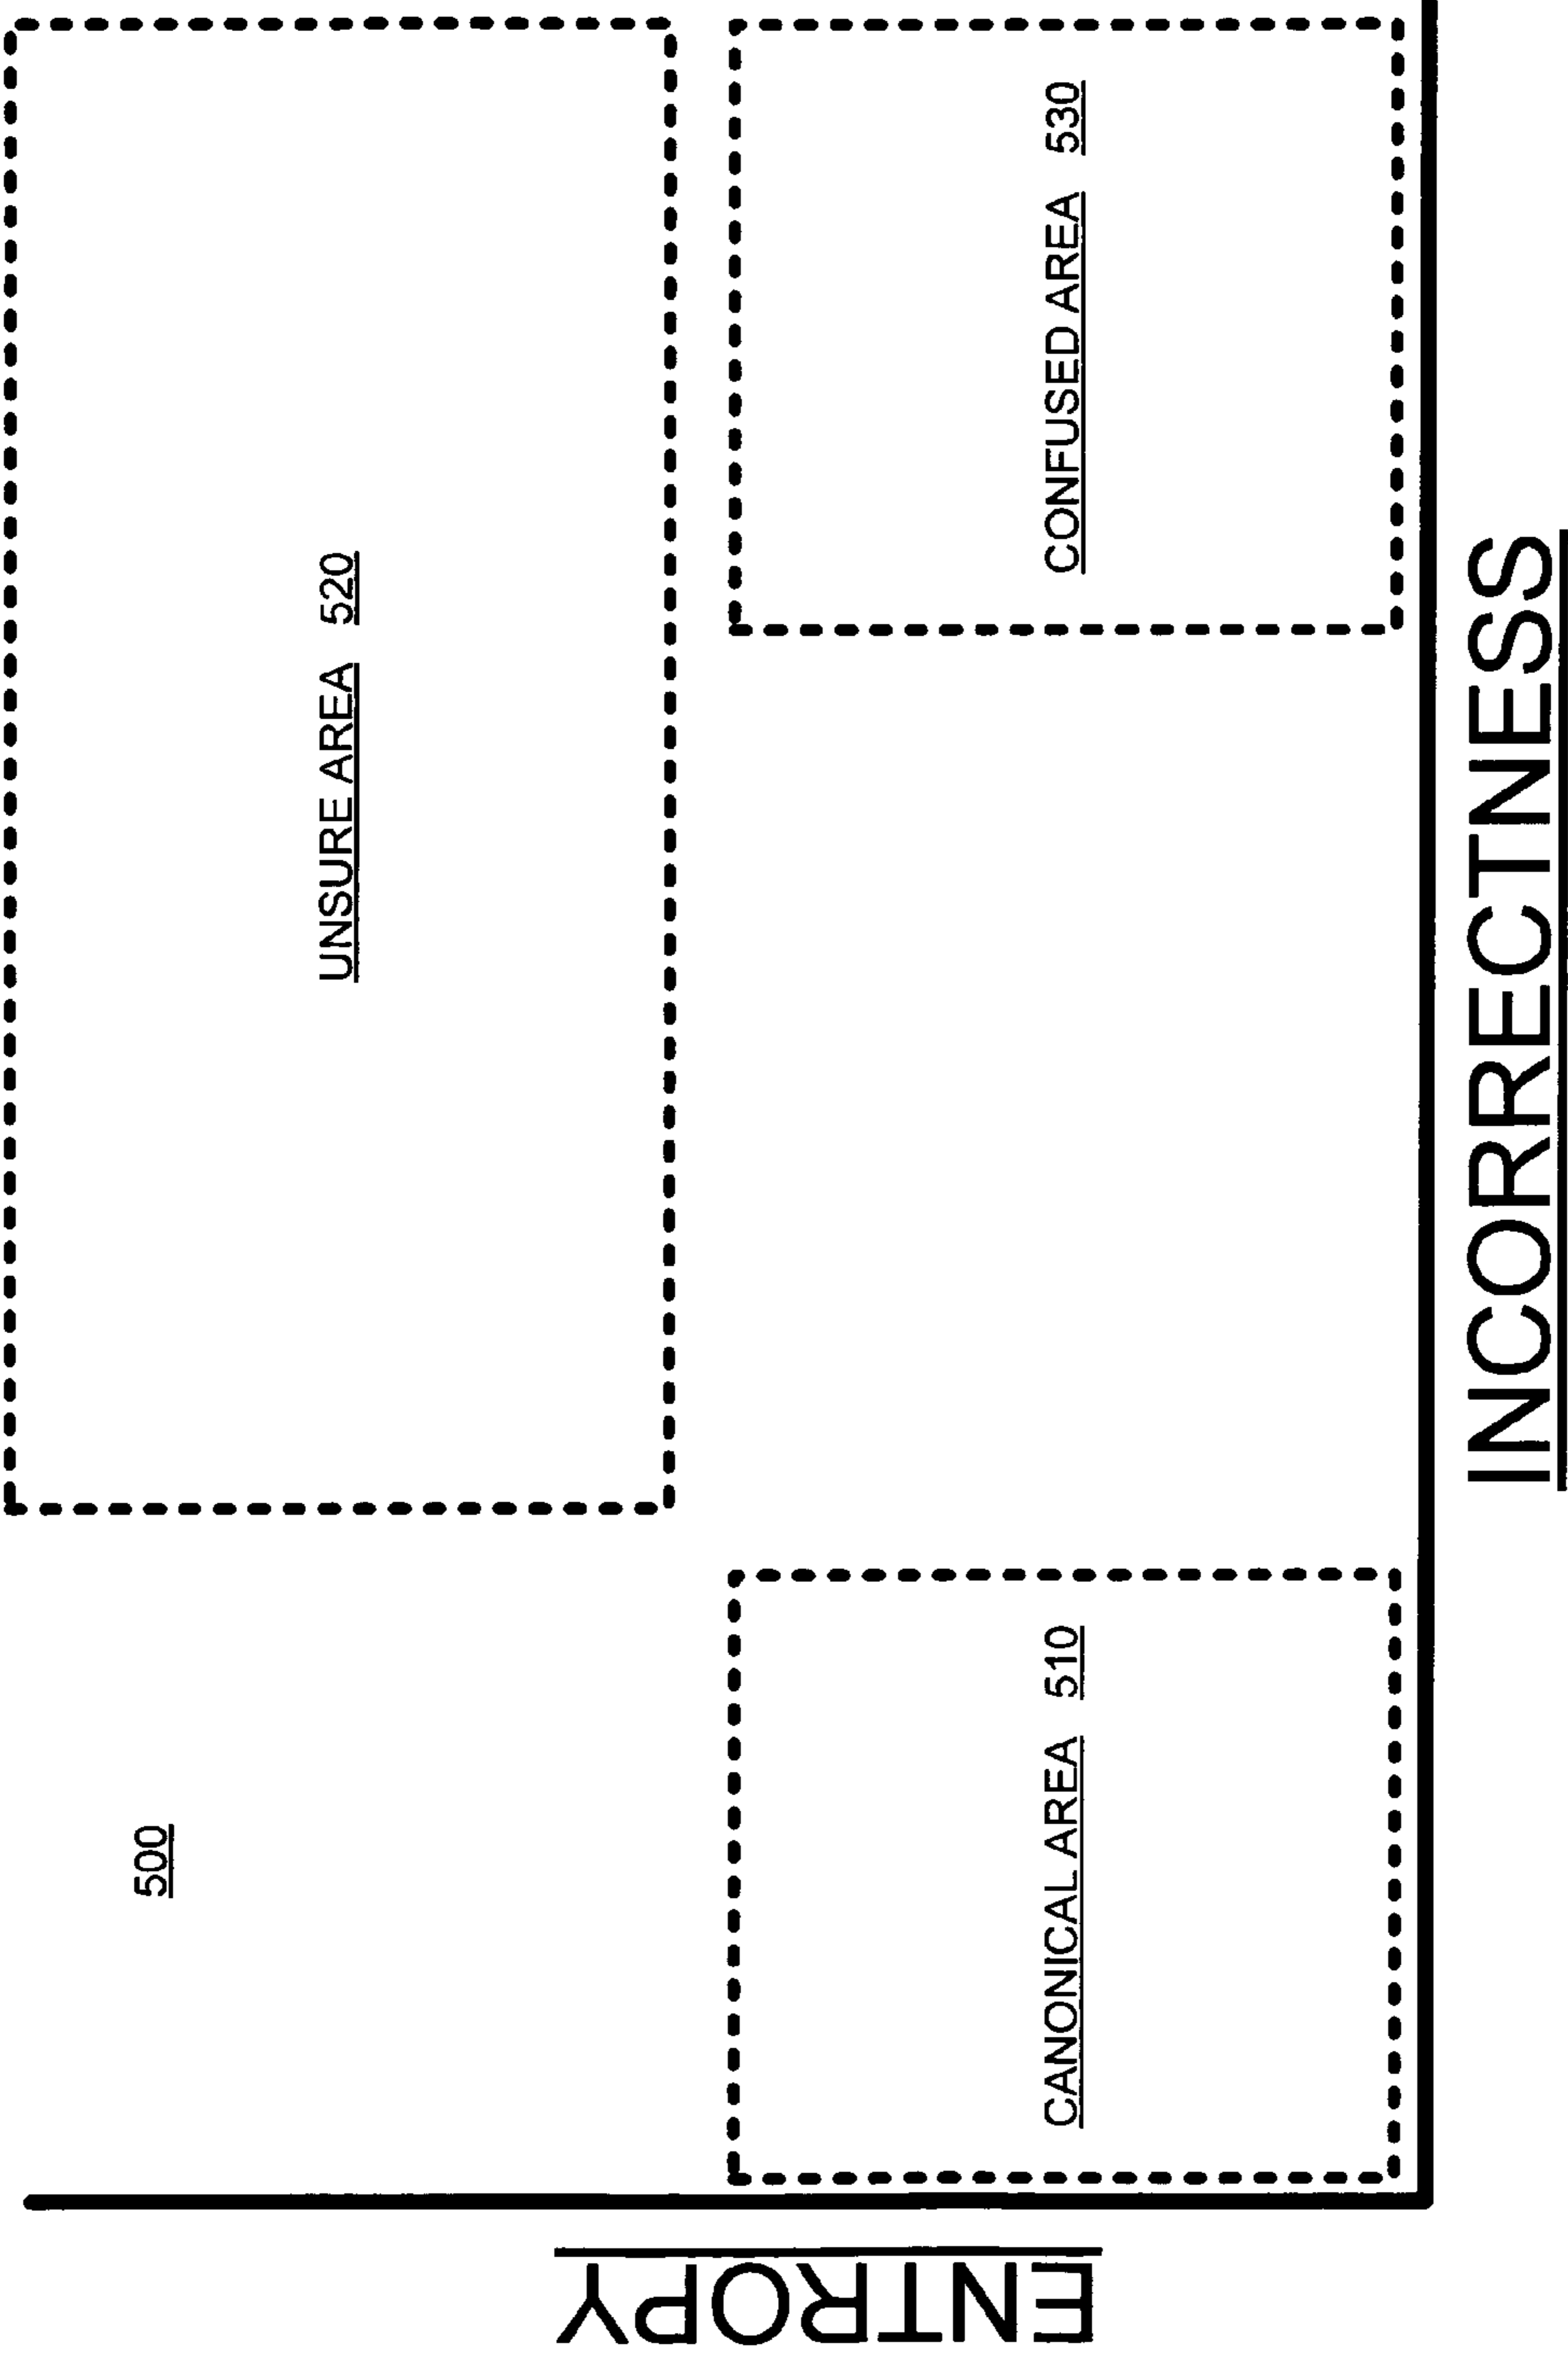 500
UNSURE AREA 520
CANONICAL AREA 510
CONFUSED AREA 530
ENTROPY
INCORRECTNESS